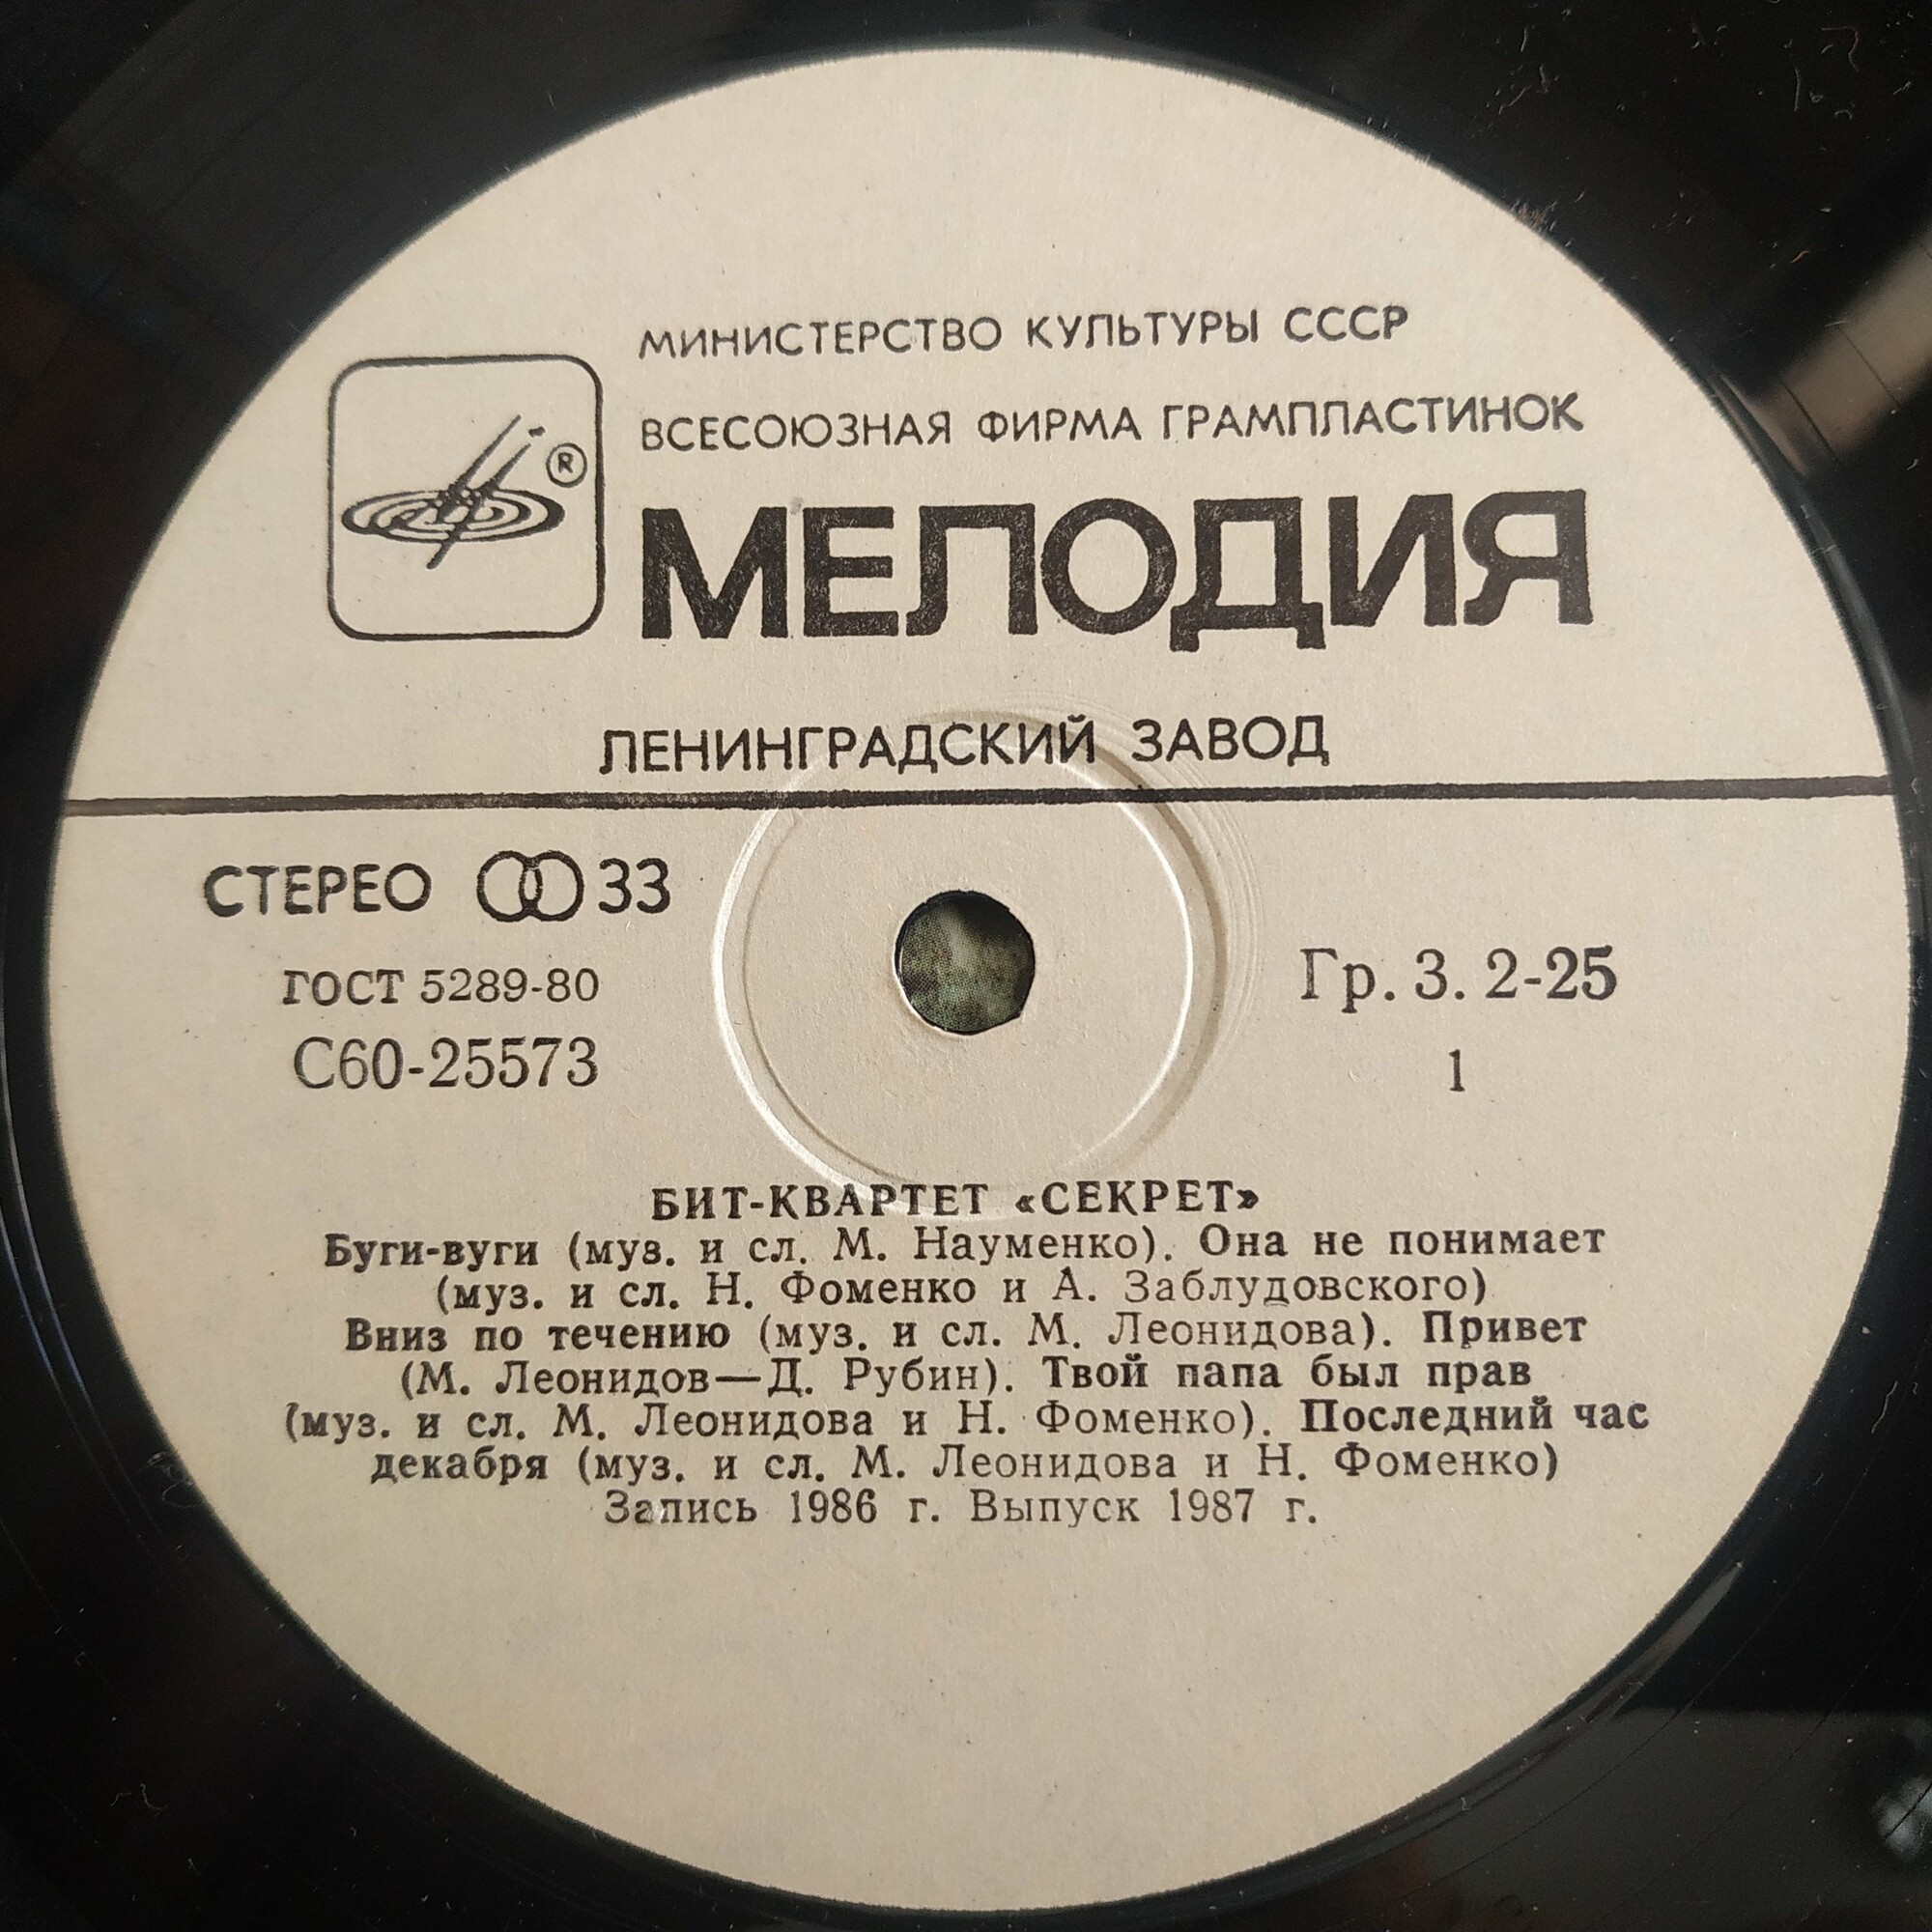 МИНИСТЕРСТВО КУЛЬТУРЫ СССР
ВСЕСОЮЗНАЯ ФИРМА ГРАМПЛАСТИНОК
®
МЕЛОДИЯ
ЛЕНИНГРАДСКИЙ ЗАВОД
СТЕРЕО 33
ГОСТ 5289-80
С60-25573
Гр. 3. 2-25
1
БИТ-КВАРТЕТ «СЕКРЕТ»
Буги-вуги (муз. и сл. М. Науменко). Она не понимает
(муз. и сл. Н. Фоменко и А. Заблудовского)
Вниз по течению (муз. и сл. М. Леонидова). Привет
(М. Леонидов—Д. Рубин). Твой папа был прав
(муз. и сл. М. Леонидова и Н. Фоменко). Последний час
декабря (муз. и сл. М. Леонидова и Н. Фоменко)
Запись 1986 г. Выпуск 1987 г.